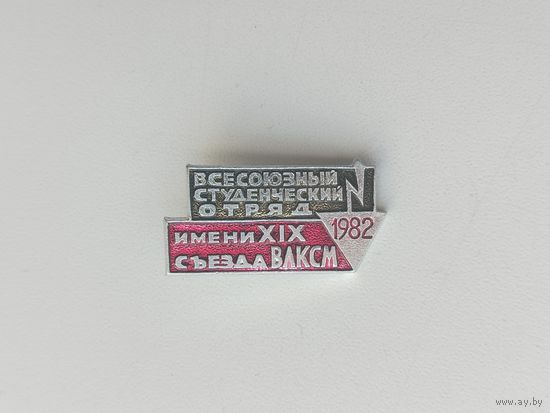 ВСЕСОЮЗНЫЙ
СТУДЕНЧЕСКИЙ
ОТРЯД
ИМЕНИ XIX
СЪЕЗДА ВЛКСМ
1982
www.ay.by